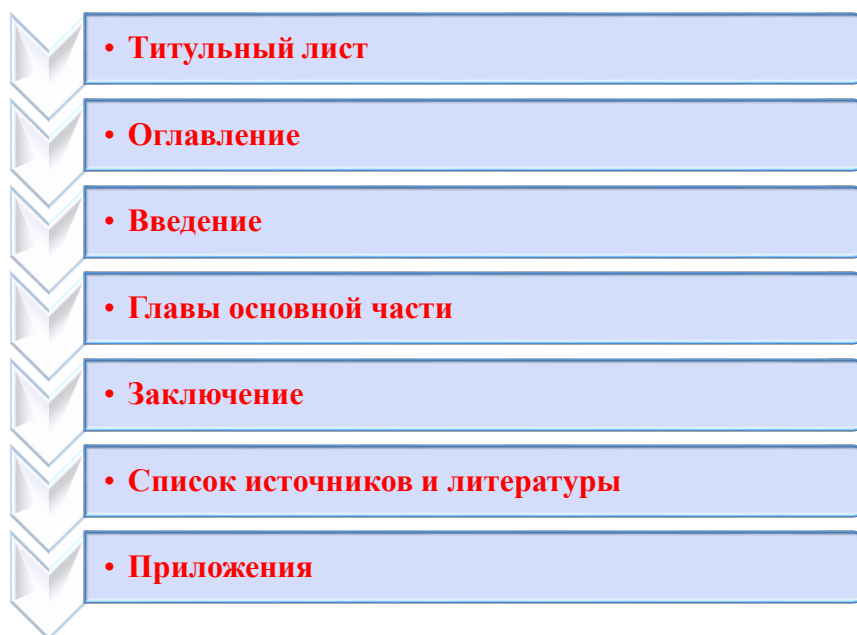 • Титульный лист
• Оглавление
• Введение
• Главы основной части
• Заключение
• Список источников и литературы
• Приложения